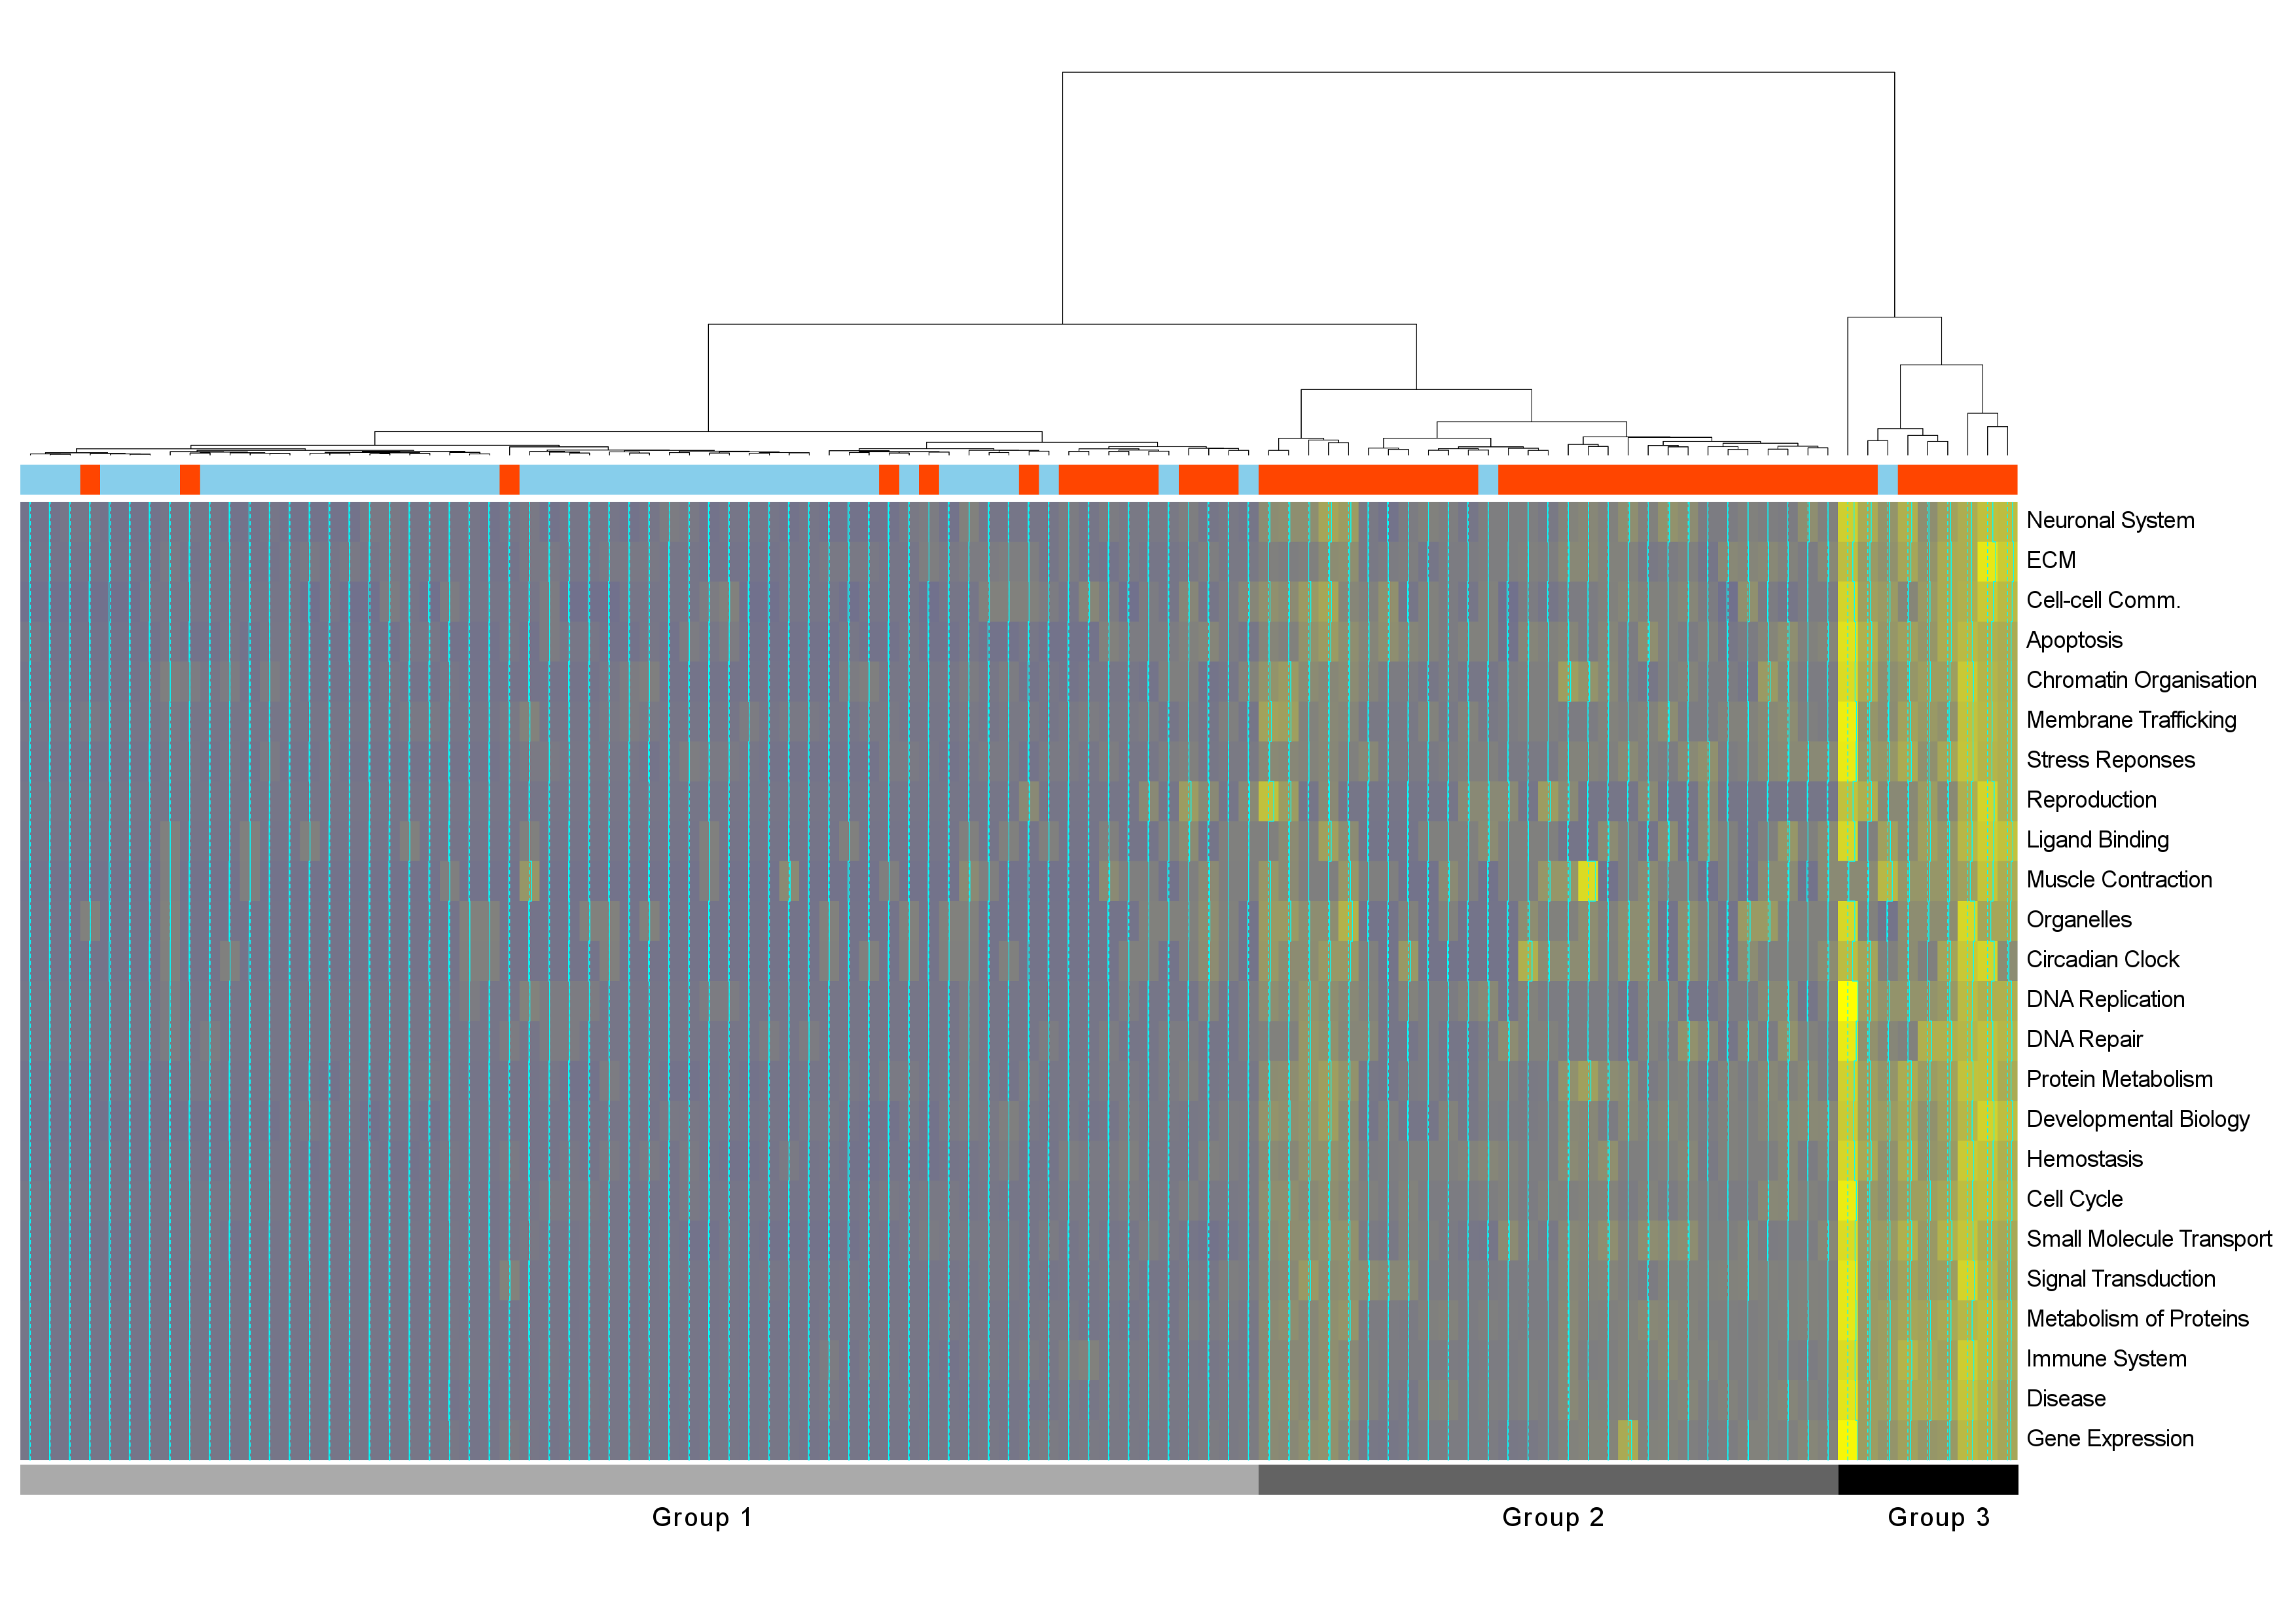 Neuronal System
ECM
Cell-cell Comm.
Apoptosis
Chromatin Organisation
Membrane Trafficking
Stress Reponses
Reproduction
Ligand Binding
Muscle Contraction
Organelles
Circadian Clock
DNA Replication
DNA Repair
Protein Metabolism
Developmental Biology
Hemostasis
Cell Cycle
Small Molecule Transport
Signal Transduction
Metabolism of Proteins
Immune System
Disease
Gene Expression
Group 1 Group 2 Group 3